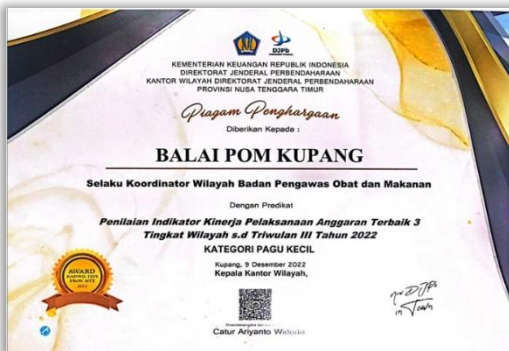 DJPb
KEMENTERIAN KEUANGAN REPUBLIK INDONESIA
DIREKTORAT JENDERAL PERBENDAHARAAN
KANTOR WILAYAH DIREKTORAT JENDERAL PERBENDAHARAAN
PROVINSI NUSA TENGGARA TIMUR
Piagam Penghargaan
Diberikan Kepada :
BALAI POM KUPANG
Selaku Koordinator Wilayah Badan Pengawas Obat dan Makanan
Dengan Predikat
Penilaian Indikator Kinerja Pelaksanaan Anggaran Terbaik 3
Tingkat Wilayah s.d Triwulan III Tahun 2022
KATEGORI PAGU KECIL
Kupang, 9 Desember 2022
Kepala Kantor Wilayah,
AWARD
2022
Catur Ariyanto Widodo